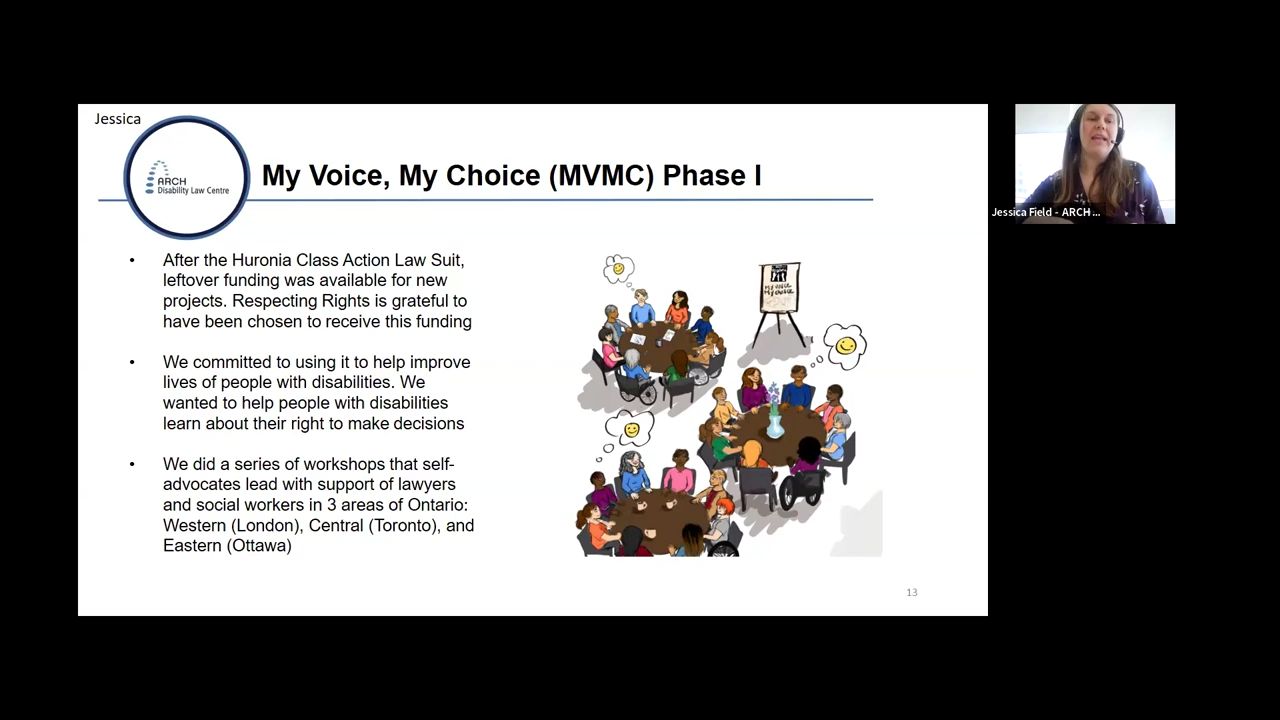 Jessica
ARCH
Disability Law Centre
My Voice, My Choice (MVMC) Phase I
• After the Huronia Class Action Law Suit,
leftover funding was available for new
projects. Respecting Rights is grateful to
have been chosen to receive this funding
• We committed to using it to help improve
lives of people with disabilities. We
wanted to help people with disabilities
learn about their right to make decisions
• We did a series of workshops that self-
advocates lead with support of lawyers
and social workers in 3 areas of Ontario:
Western (London), Central (Toronto), and
Eastern (Ottawa)
13
Jessica Field - ARCH ...